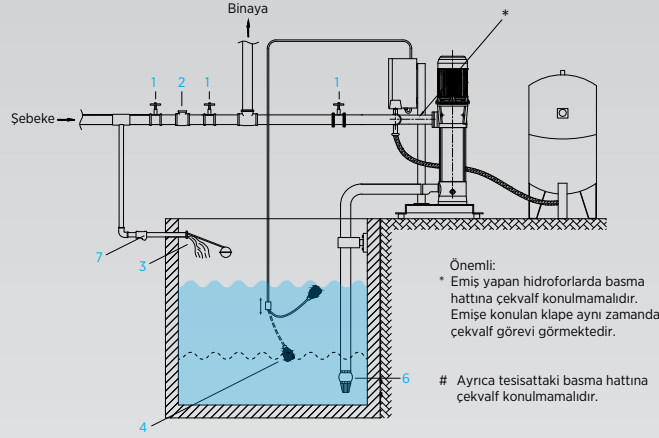 Binaya
*
1
2
1
1
Şebeke
7
3
Önemli:
* Emiş yapan hidroforlarda basma
hattına çekvalf konulmamalıdır.
Emişe konulan klape aynı zamanda
çekvalf görevi görmektedir.
6
# Ayrıca tesisattaki basma hattına
çekvalf konulmamalıdır.
4